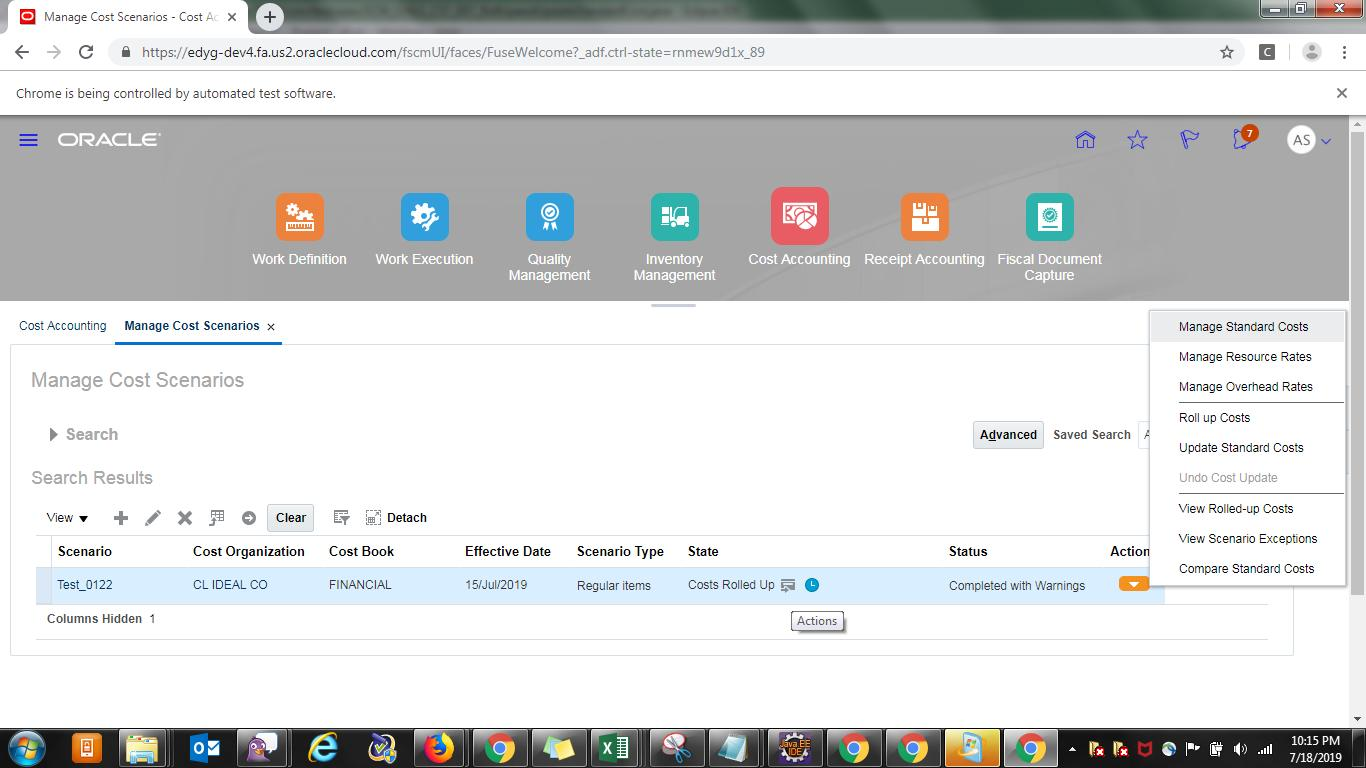 Manage Cost Scenarios - Cost Ac
https://edyg-dev4.fa.us2.oraclecloud.com/fscmUI/faces/FuseWelcome?_adf.ctrl-state=rnmew9d1x_89
C
Chrome is being controlled by automated test software.
ORACLE
7
AS
Work Definition
Work Execution
Quality
Management
Inventory
Management
Cost Accounting
Receipt Accounting
Fiscal Document
Capture
Cost Accounting
Manage Cost Scenarios
Manage Cost Scenarios
Search
Advanced
Saved Search
Search Results
View
Clear
Detach
Scenario
Cost Organization
Cost Book
Effective Date
Scenario Type
State
Status
Action
Test_0122
CL IDEAL CO
FINANCIAL
15/Jul/2019
Regular items
Costs Rolled Up
Completed with Warnings
Columns Hidden 1
Actions
Manage Standard Costs
Manage Resource Rates
Manage Overhead Rates
Roll up Costs
Update Standard Costs
Undo Cost Update
View Rolled-up Costs
View Scenario Exceptions
Compare Standard Costs
Java EE
IDE
10:15 PM
7/18/2019